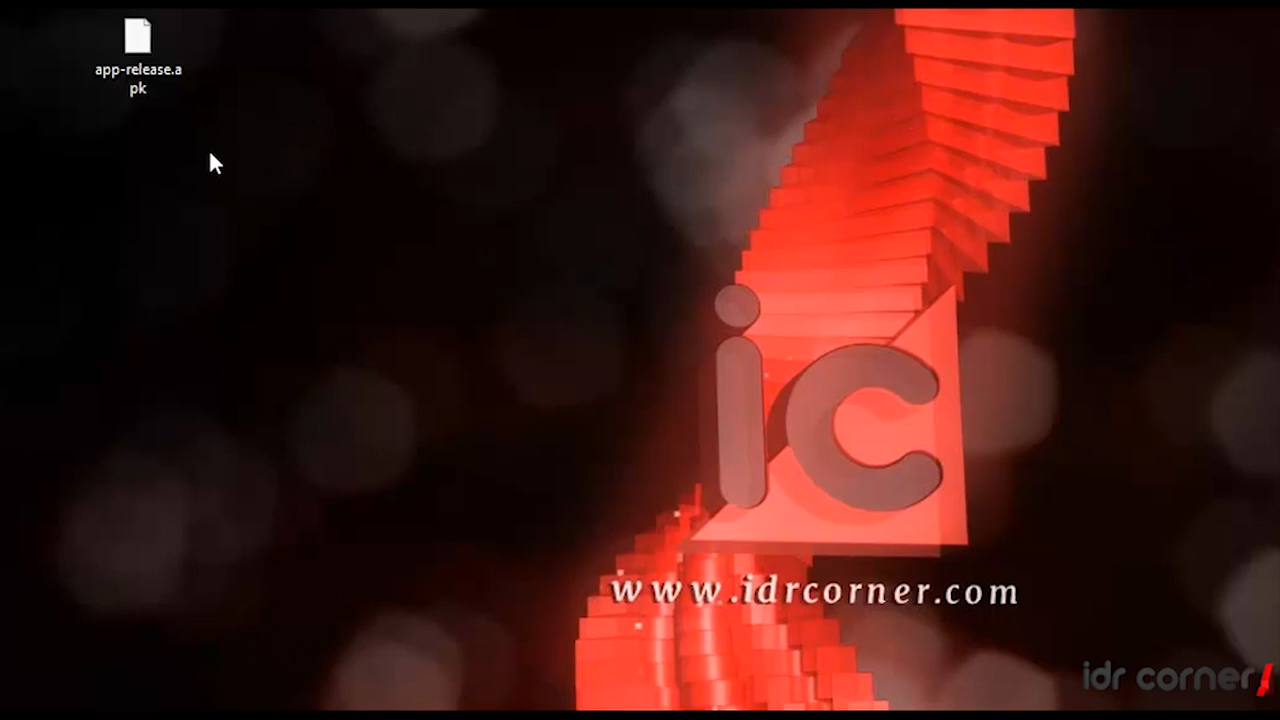 app-release.a
pk
ic
www.idrcorner.com
idr corner